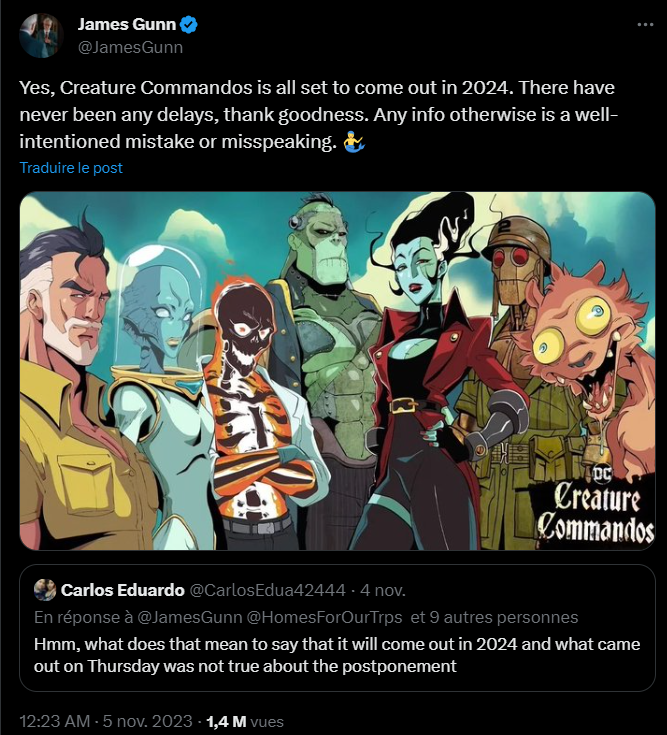 James Gunn
@JamesGunn
Yes, Creature Commandos is all set to come out in 2024. There have
never been any delays, thank goodness. Any info otherwise is a well-
intentioned mistake or misspeaking. 🧜‍♂️
Traduire le post
2
DC
Creature
Commandos
Carlos Eduardo @CarlosEdua42444 · 4 nov.
En réponse à @JamesGunn @HomesForOurTrps et 9 autres personnes
Hmm, what does that mean to say that it will come out in 2024 and what came
out on Thursday was not true about the postponement
12:23 AM · 5 nov. 2023 · 1,4 M vues